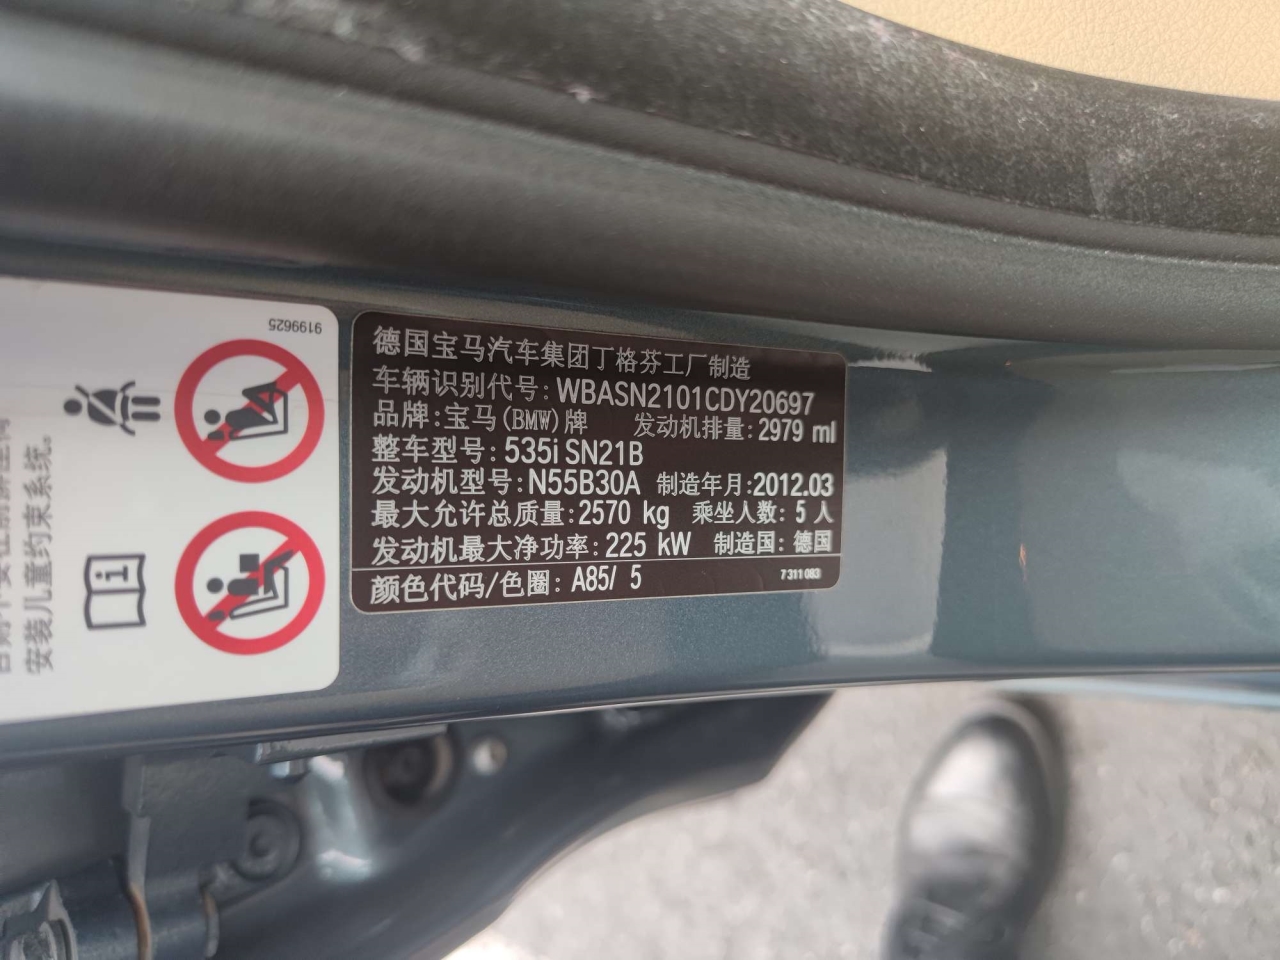 9199625
安装儿童约束系统。
德国宝马汽车集团丁格芬工厂制造
车辆识别代号: WBASN2101CDY20697
品牌:宝马(BMW)牌 发动机排量: 2979 ml
整车型号: 535i SN21B
发动机型号: N55B30A 制造年月:2012.03
最大允许总质量: 2570 kg 乘坐人数: 5 人
发动机最大净功率: 225 kW 制造国: 德国
颜色代码/色圈: A85/ 5 7 311 083